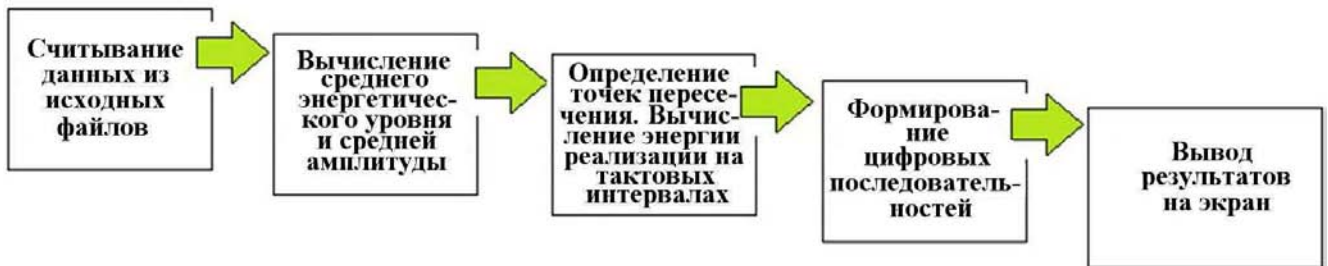 Считывание
данных из
исходных
файлов
Вычисление
среднего
энергетичес-
кого уровня
и средней
амплитуды
Определение
точек пересе-
чения. Вычис-
ление энергии
реализации на
тактовых
интервалах
Формирова-
ние
цифровых
последователь-
ностей
Вывод
результатов
на экран